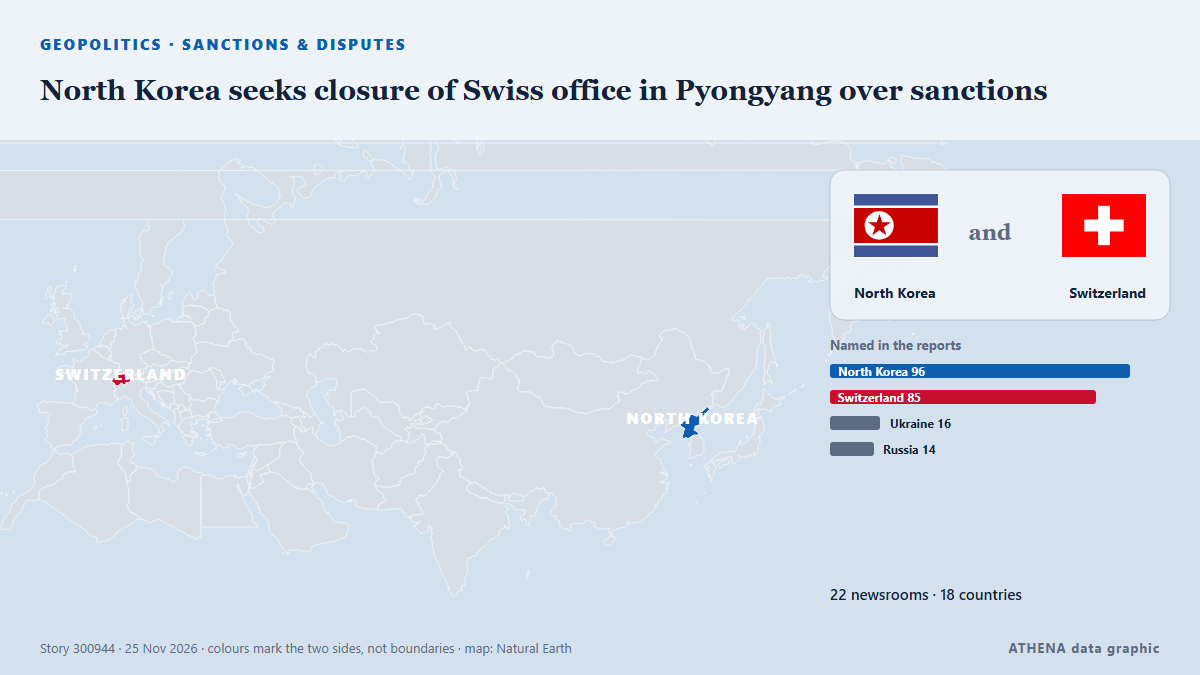 GEOPOLITICS · SANCTIONS & DISPUTES
North Korea seeks closure of Swiss office in Pyongyang over sanctions
and
North Korea
Switzerland
Named in the reports
North Korea 96
Switzerland 85
Ukraine 16
Russia 14
SWITZERLAND
NORTH KOREA
22 newsrooms · 18 countries
Story 300944 · 25 Nov 2026 · colours mark the two sides, not boundaries · map: Natural Earth
ATHENA data graphic